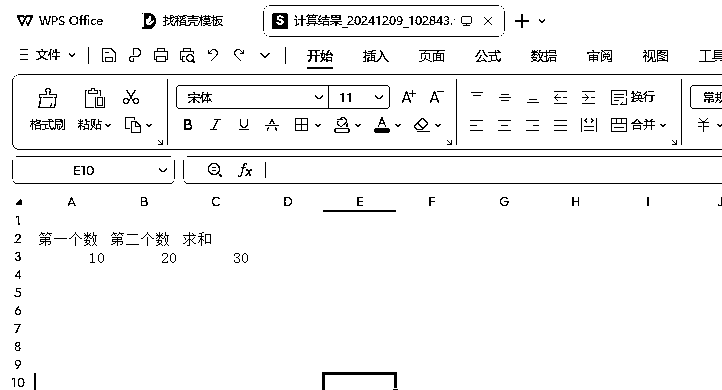 WPS Office 找稻壳模板 计算结果_20241209_102843.
文件 开始 插入 页面 公式 数据 审阅 视图 工具
宋体 11 A+ A- 换行 常规
格式刷 粘贴 B I U A A 合并 ¥
E10 fx
A B C D E F G H I J
1
2 第一个数 第二个数 求和
3 10 20 30
4
5
6
7
8
9
10